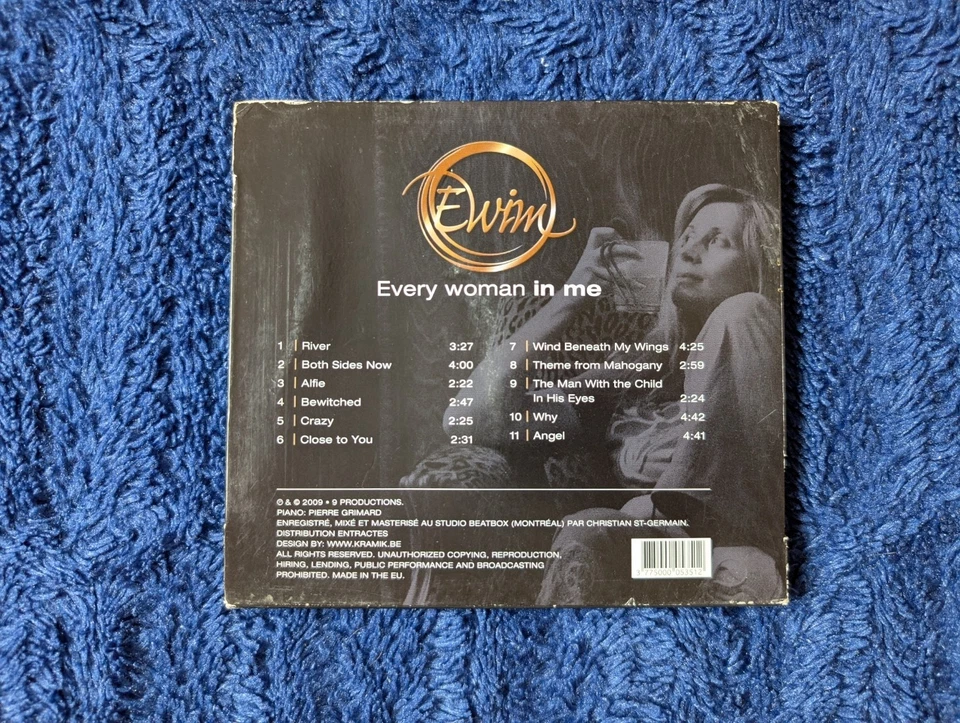 Ewim
Every woman in me
1 River 3:27
2 Both Sides Now 4:00
3 Alfie 2:22
4 Bewitched 2:47
5 Crazy 2:25
6 Close to You 2:31
7 Wind Beneath My Wings 4:25
8 Theme from Mahogany 2:59
9 The Man With the Child
In His Eyes 2:24
10 Why 4:42
11 Angel 4:41
℗ & © 2009 • 9 PRODUCTIONS.
PIANO: PIERRE GRIMARD
ENREGISTRÉ, MIXÉ ET MASTERISÉ AU STUDIO BEATBOX (MONTRÉAL) PAR CHRISTIAN ST-GERMAIN.
DISTRIBUTION ENTRACTES
DESIGN BY: WWW.KRAMIK.BE
ALL RIGHTS RESERVED. UNAUTHORIZED COPYING, REPRODUCTION,
HIRING, LENDING, PUBLIC PERFORMANCE AND BROADCASTING
PROHIBITED. MADE IN THE EU.
3 775000 053512